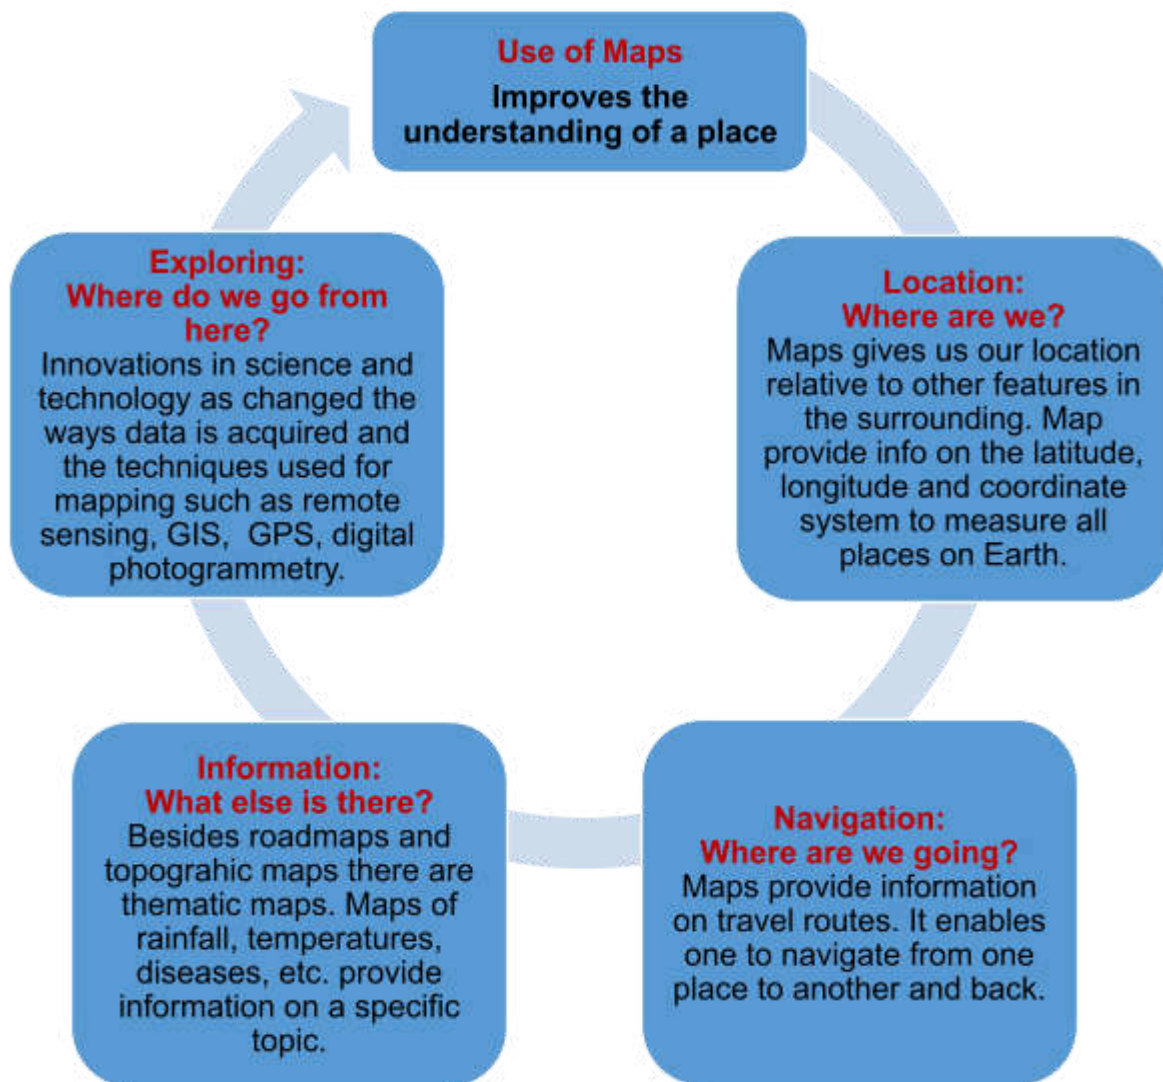 Use of Maps
Improves the
understanding of a place
Location:
Where are we?
Maps gives us our location
relative to other features in
the surrounding. Map
provide info on the latitude,
longitude and coordinate
system to measure all
places on Earth.
Navigation:
Where are we going?
Maps provide information
on travel routes. It enables
one to navigate from one
place to another and back.
Information:
What else is there?
Besides roadmaps and
topograhic maps there are
thematic maps. Maps of
rainfall, temperatures,
diseases, etc. provide
information on a specific
topic.
Exploring:
Where do we go from
here?
Innovations in science and
technology as changed the
ways data is acquired and
the techniques used for
mapping such as remote
sensing, GIS, GPS, digital
photogrammetry.